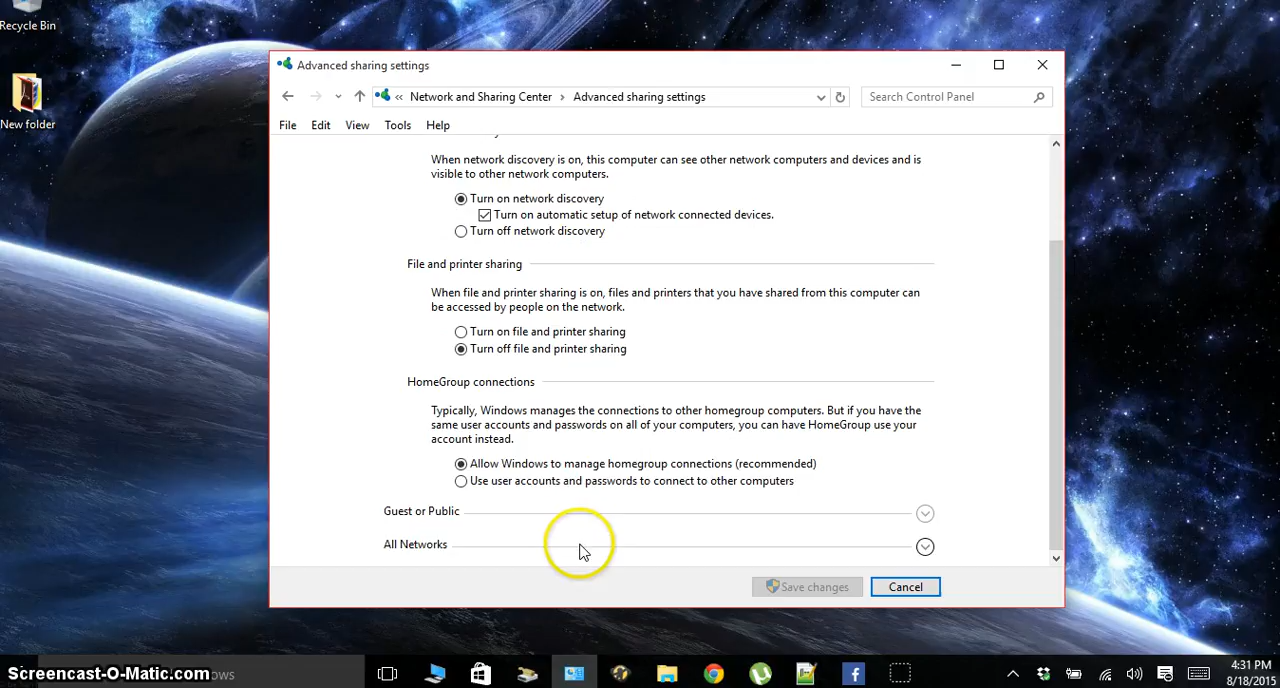 Recycle Bin
New folder
Advanced sharing settings
« Network and Sharing Center > Advanced sharing settings
Search Control Panel
File Edit View Tools Help
When network discovery is on, this computer can see other network computers and devices and is
visible to other network computers.
Turn on network discovery
Turn on automatic setup of network connected devices.
Turn off network discovery
File and printer sharing
When file and printer sharing is on, files and printers that you have shared from this computer can
be accessed by people on the network.
Turn on file and printer sharing
Turn off file and printer sharing
HomeGroup connections
Typically, Windows manages the connections to other homegroup computers. But if you have the
same user accounts and passwords on all of your computers, you can have HomeGroup use your
account instead.
Allow Windows to manage homegroup connections (recommended)
Use user accounts and passwords to connect to other computers
Guest or Public
All Networks
Save changes Cancel
Screencast-O-Matic.com
4:31 PM
8/18/2015